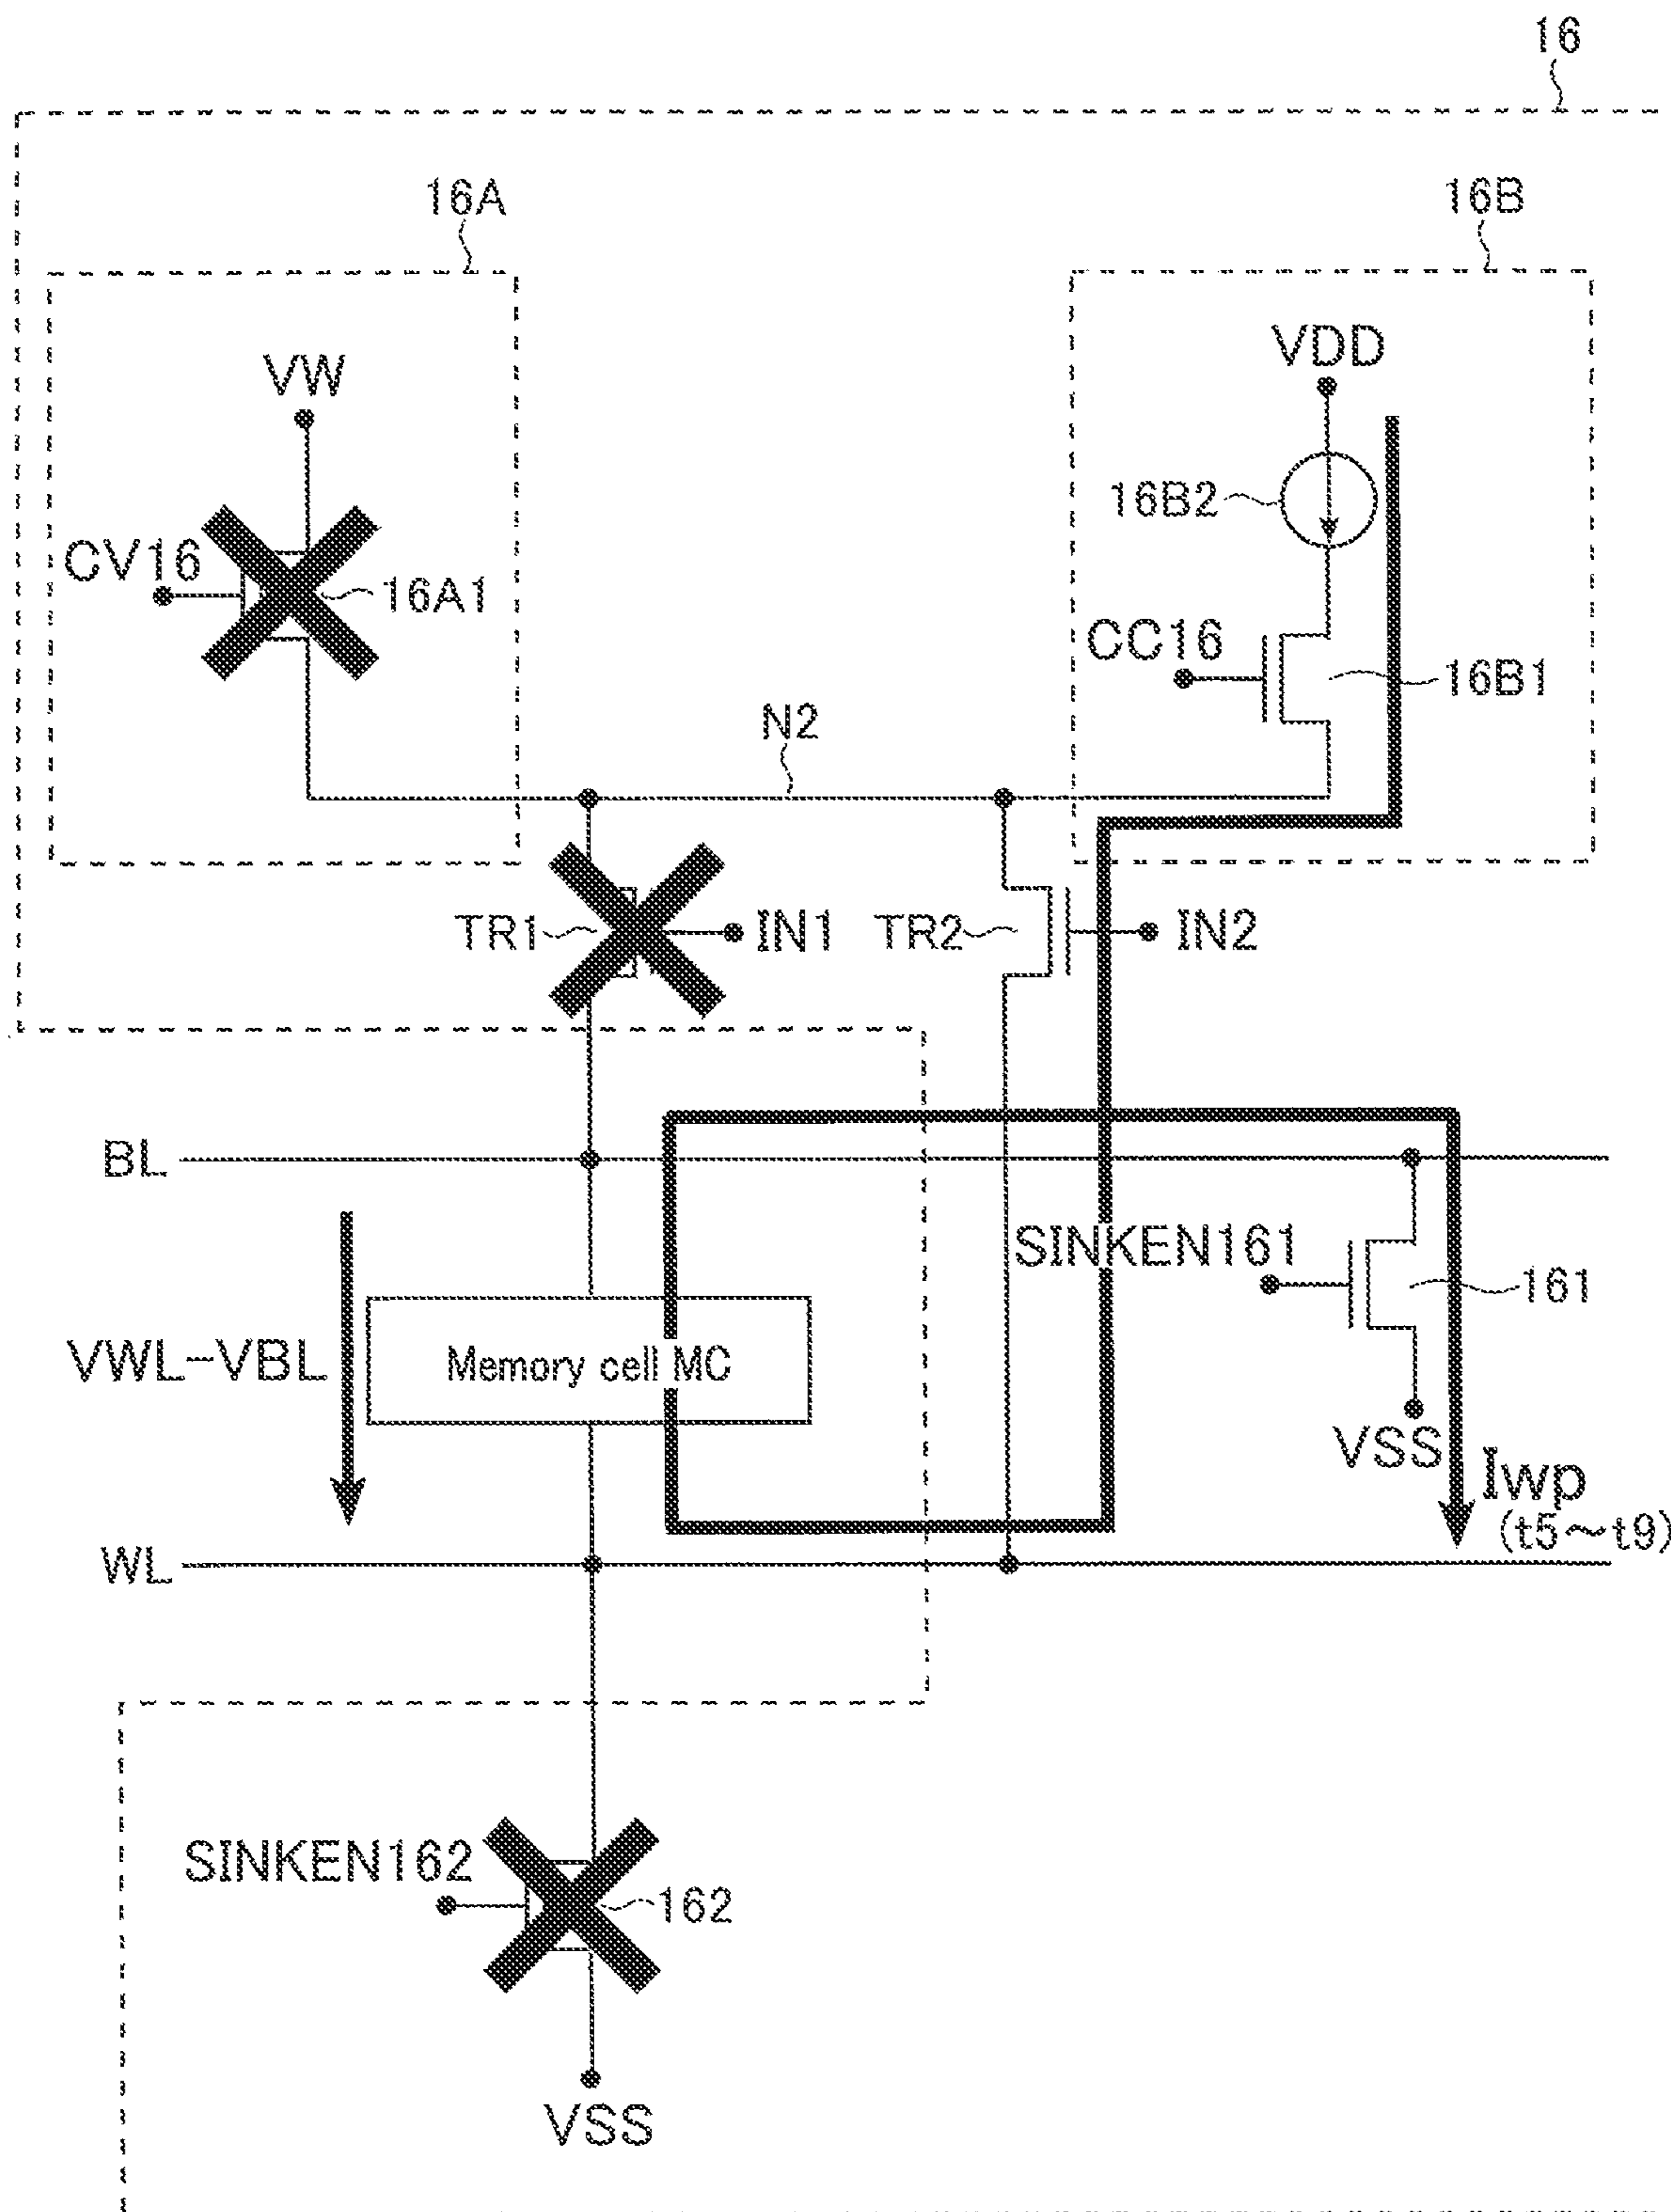 16
16A
16B
VW
VDD
16B2
CV16
16A1
CC16
16B1
N2
TR1
IN1
TR2
IN2
BL
SINKEN161
161
VWL-VBL
Memory cell MC
VSS
Iwp
(t5~t9)
WL
SINKEN162
162
VSS